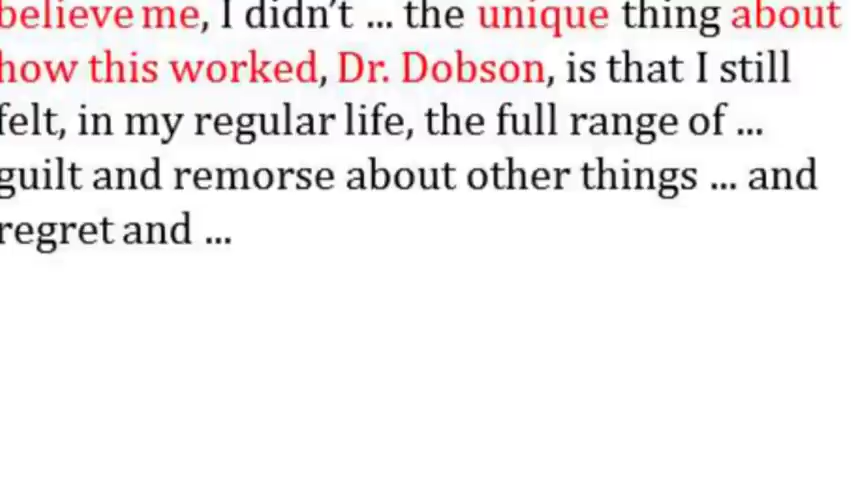 believe me, I didn't ... the unique thing about
how this worked, Dr. Dobson, is that I still
felt, in my regular life, the full range of ...
guilt and remorse about other things ... and
regret and ...